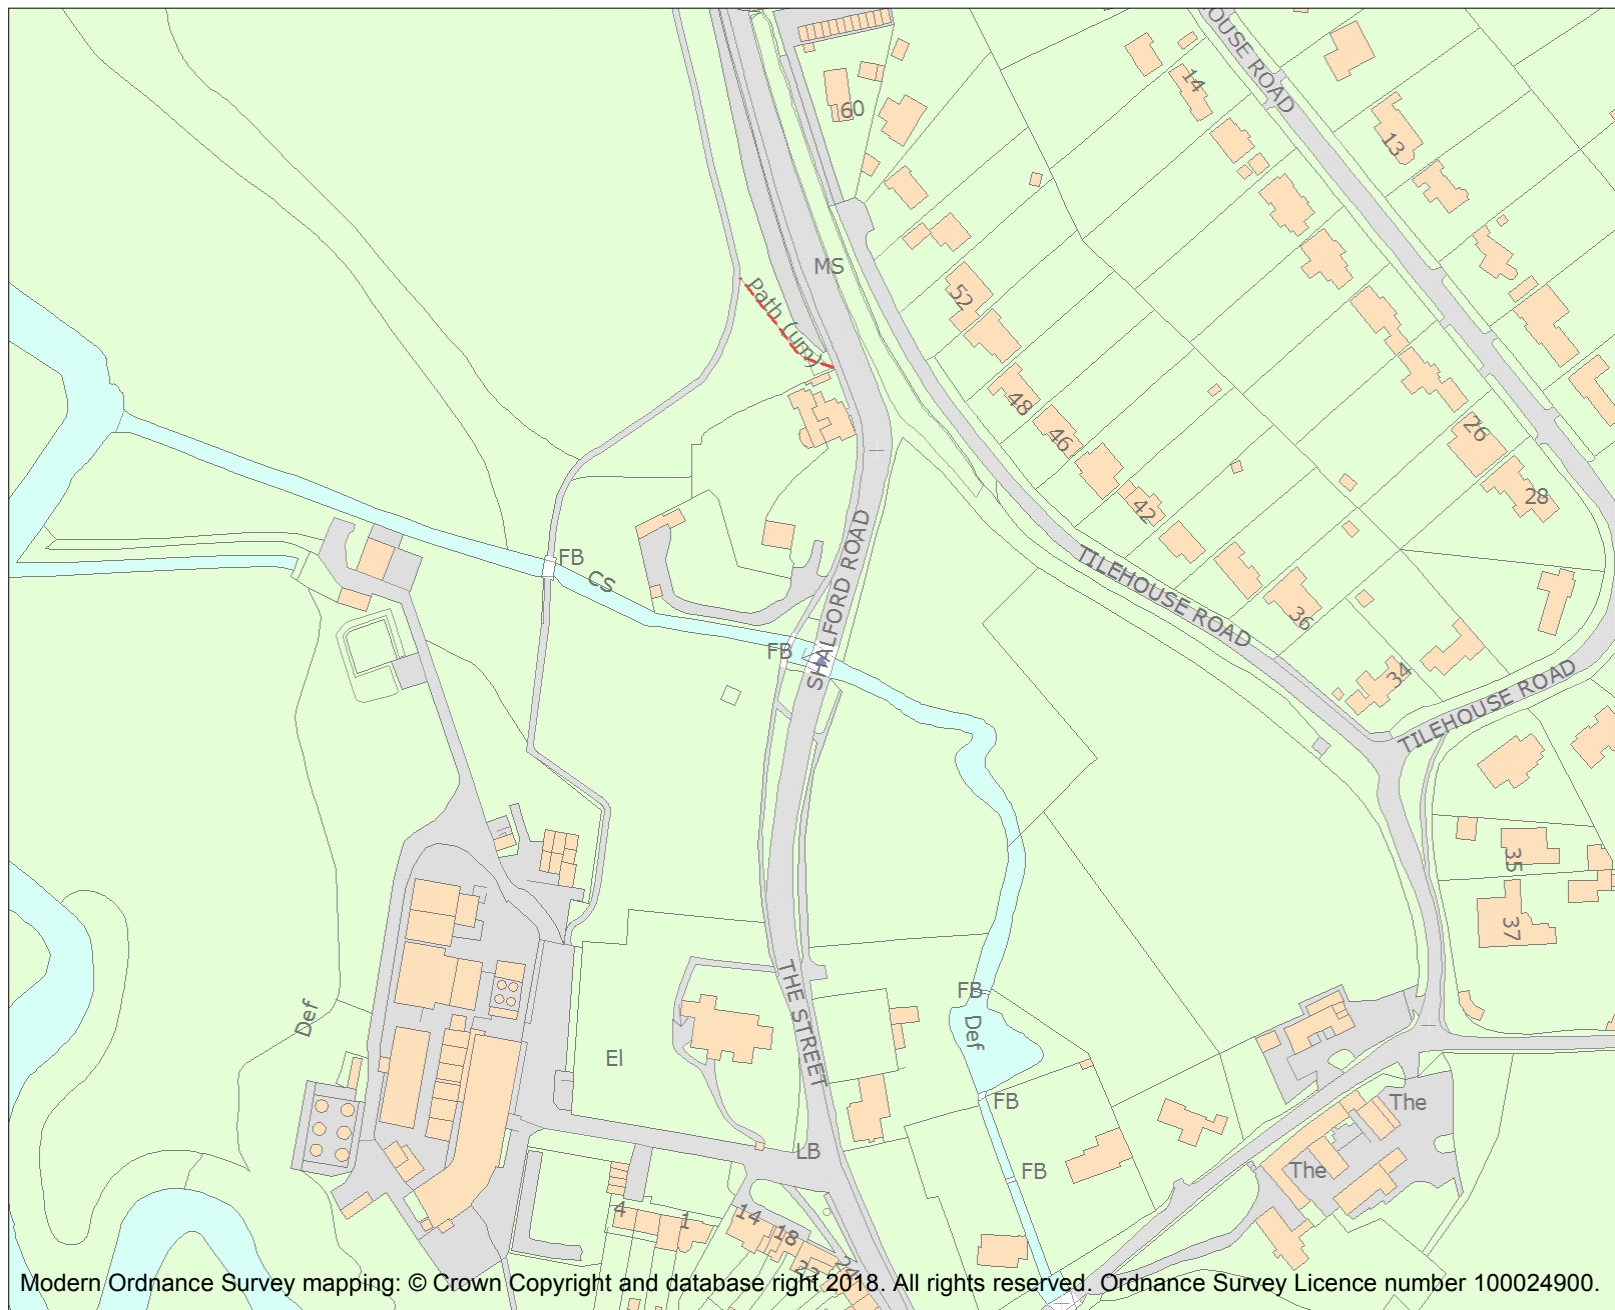 HOUSE ROAD
14
60
13
MS
Path (um)
52
48
46
26
28
42
TILEHOUSE ROAD
SHALFORD ROAD
FB
CS
36
FB
34
TILEHOUSE ROAD
35
37
THE STREET
FB
Def
Def
El
FB
The
LB
FB
The
4
1
14
18
22
24
Modern Ordnance Survey mapping: © Crown Copyright and database right 2018. All rights reserved. Ordnance Survey Licence number 100024900.